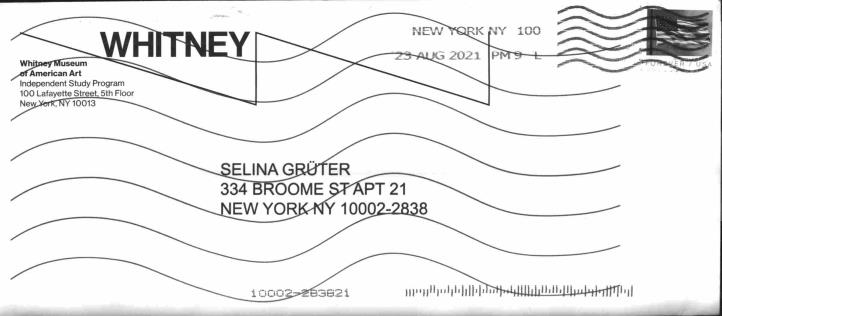 WHITNEY
Whitney Museum
of American Art
Independent Study Program
100 Lafayette Street, 5th Floor
New York, NY 10013
NEW YORK NY 100
23 AUG 2021 PM 9 L
FOREVER / USA
SELINA GRÜTER
334 BROOME ST APT 21
NEW YORK NY 10002-2838
10002-283821